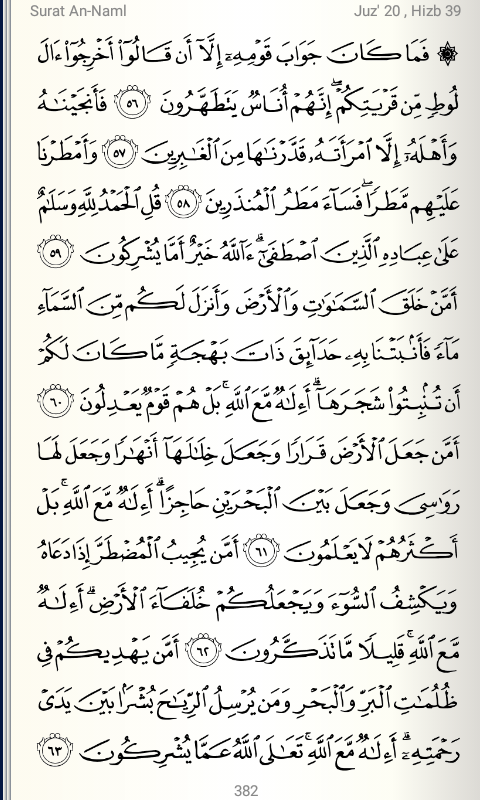 Surat An-Naml Juz' 20 , Hizb 39
۞ فَمَا كَانَ جَوَابَ قَوْمِهِۦٓ إِلَّآ أَن قَالُوٓا۟ أَخْرِجُوٓا۟ ءَالَ
لُوطٍ مِّن قَرْيَتِكُمْ ۖ إِنَّهُمْ أُنَاسٌ يَتَطَهَّرُونَ ٥٦ فَأَنجَيْنَـٰهُ
وَأَهْلَهُۥٓ إِلَّا ٱمْرَأَتَهُۥ قَدَّرْنَـٰهَا مِنَ ٱلْغَـٰبِرِينَ ٥٧ وَأَمْطَرْنَا
عَلَيْهِم مَّطَرًا ۖ فَسَآءَ مَطَرُ ٱلْمُنذَرِينَ ٥٨ قُلِ ٱلْحَمْدُ لِلَّهِ وَسَلَـٰمٌ
عَلَىٰ عِبَادِهِ ٱلَّذِينَ ٱصْطَفَىٰٓ ۗ ءَآللَّهُ خَيْرٌ أَمَّا يُشْرِكُونَ ٥٩
أَمَّنْ خَلَقَ ٱلسَّمَـٰوَٰتِ وَٱلْأَرْضَ وَأَنزَلَ لَكُم مِّنَ ٱلسَّمَآءِ
مَآءً فَأَنۢبَتْنَا بِهِۦ حَدَآئِقَ ذَاتَ بَهْجَةٍ مَّا كَانَ لَكُمْ
أَن تُنۢبِتُوا۟ شَجَرَهَآ ۗ أَءِلَـٰهٌ مَّعَ ٱللَّهِ ۚ بَلْ هُمْ قَوْمٌ يَعْدِلُونَ ٦٠
أَمَّن جَعَلَ ٱلْأَرْضَ قَرَارًا وَجَعَلَ خِلَـٰلَهَآ أَنْهَـٰرًا وَجَعَلَ لَهَا
رَوَٰسِىَ وَجَعَلَ بَيْنَ ٱلْبَحْرَيْنِ حَاجِزًا ۗ أَءِلَـٰهٌ مَّعَ ٱللَّهِ ۚ بَلْ
أَكْثَرُهُمْ لَا يَعْلَمُونَ ٦١ أَمَّن يُجِيبُ ٱلْمُضْطَرَّ إِذَا دَعَاهُ
وَيَكْشِفُ ٱلسُّوٓءَ وَيَجْعَلُكُمْ خُلَفَآءَ ٱلْأَرْضِ ۗ أَءِلَـٰهٌ
مَّعَ ٱللَّهِ ۚ قَلِيلًا مَّا تَذَكَّرُونَ ٦٢ أَمَّن يَهْدِيكُمْ فِى
ظُلُمَـٰتِ ٱلْبَرِّ وَٱلْبَحْرِ وَمَن يُرْسِلُ ٱلرِّيَـٰحَ بُشْرًۢا بَيْنَ يَدَىْ
رَحْمَتِهِۦٓ ۗ أَءِلَـٰهٌ مَّعَ ٱللَّهِ ۚ تَعَـٰلَى ٱللَّهُ عَمَّا يُشْرِكُونَ ٦٣
382